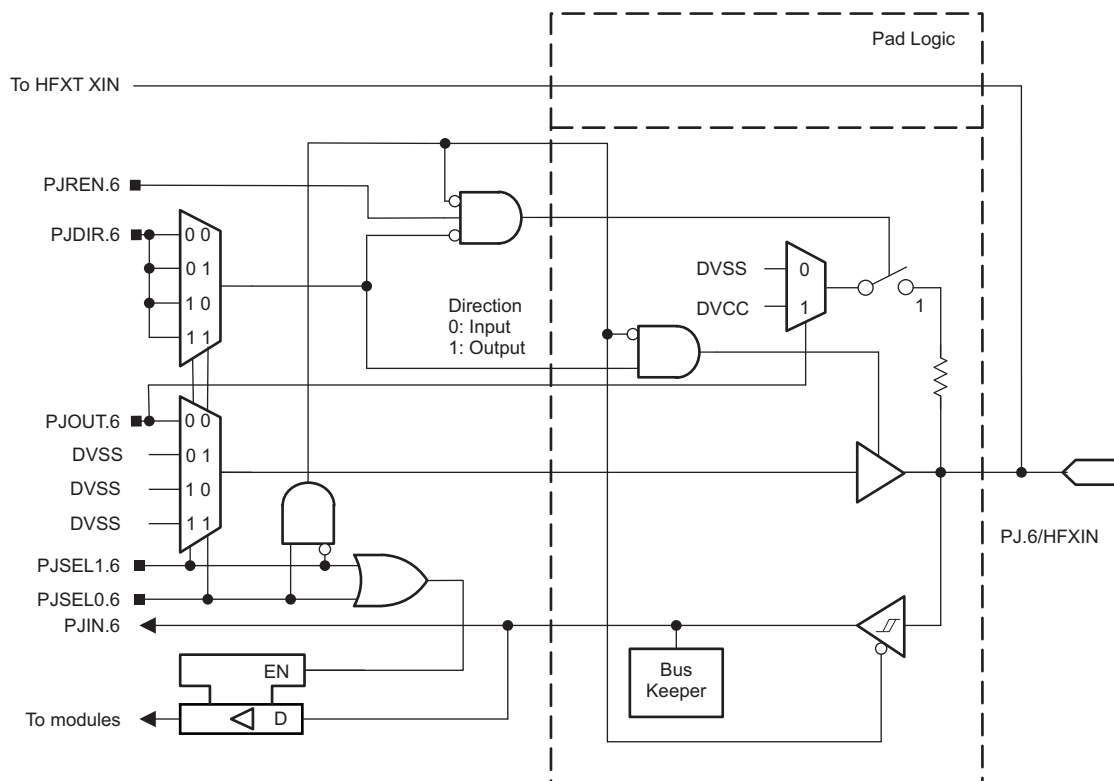 Pad Logic
To HFXT XIN
PJREN.6
PJDIR.6
0 0
0 1
1 0
1 1
Direction
0: Input
1: Output
DVSS
0
DVCC
1
1
PJOUT.6
0 0
DVSS
0 1
DVSS
1 0
DVSS
1 1
PJ.6/HFXIN
PJSEL1.6
PJSEL0.6
PJIN.6
EN
Bus
Keeper
To modules
D